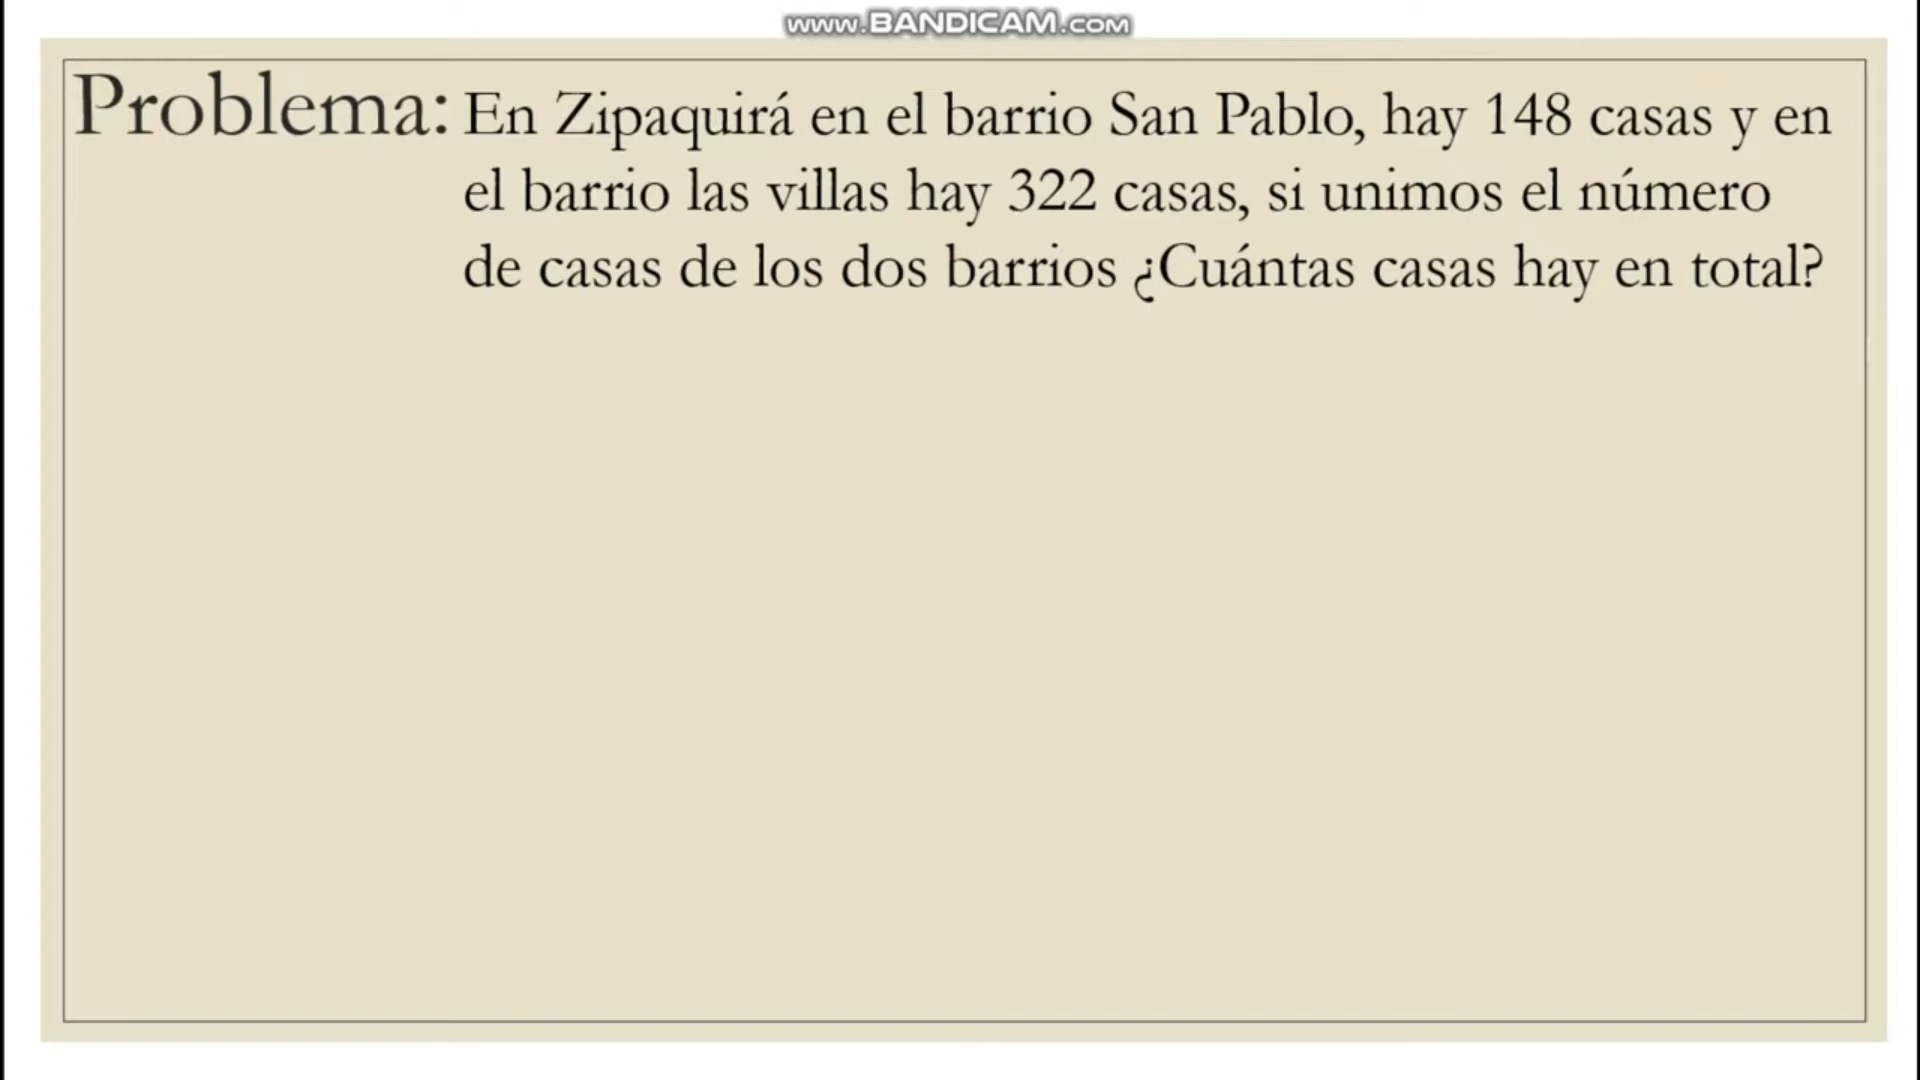 www.BANDICAM.com
Problema: En Zipaquirá en el barrio San Pablo, hay 148 casas y en
el barrio las villas hay 322 casas, si unimos el número
de casas de los dos barrios ¿Cuántas casas hay en total?